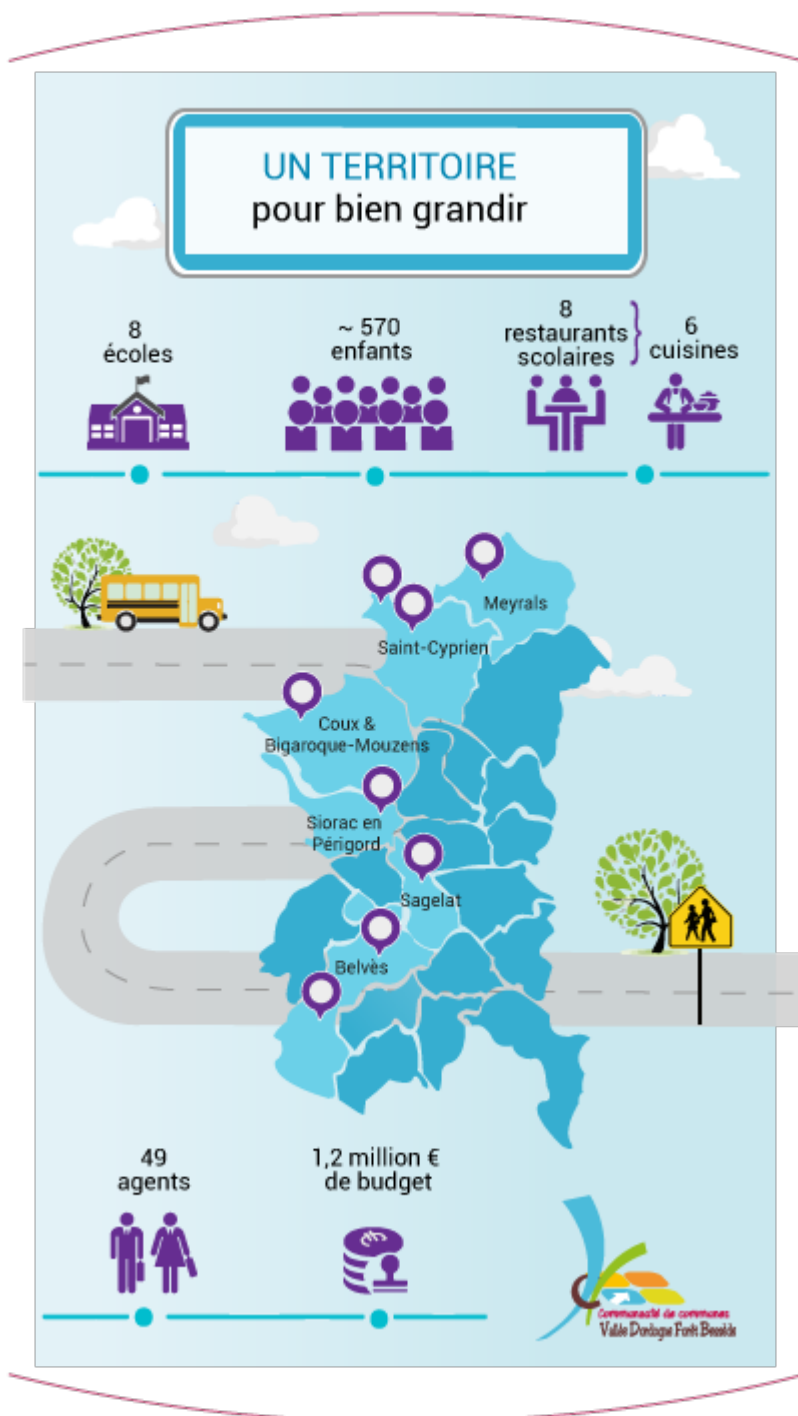 UN TERRITOIRE
pour bien grandir
8
écoles
~ 570
enfants
8
restaurants
scolaires
6
cuisines
Meyrals
Saint-Cyprien
Coux &
Bigaroque-Mouzens
Siorac en
Périgord
Sagelat
Belvès
49
agents
1,2 million €
de budget
Communauté de communes
Vallée Dordogne Forêt Bessède